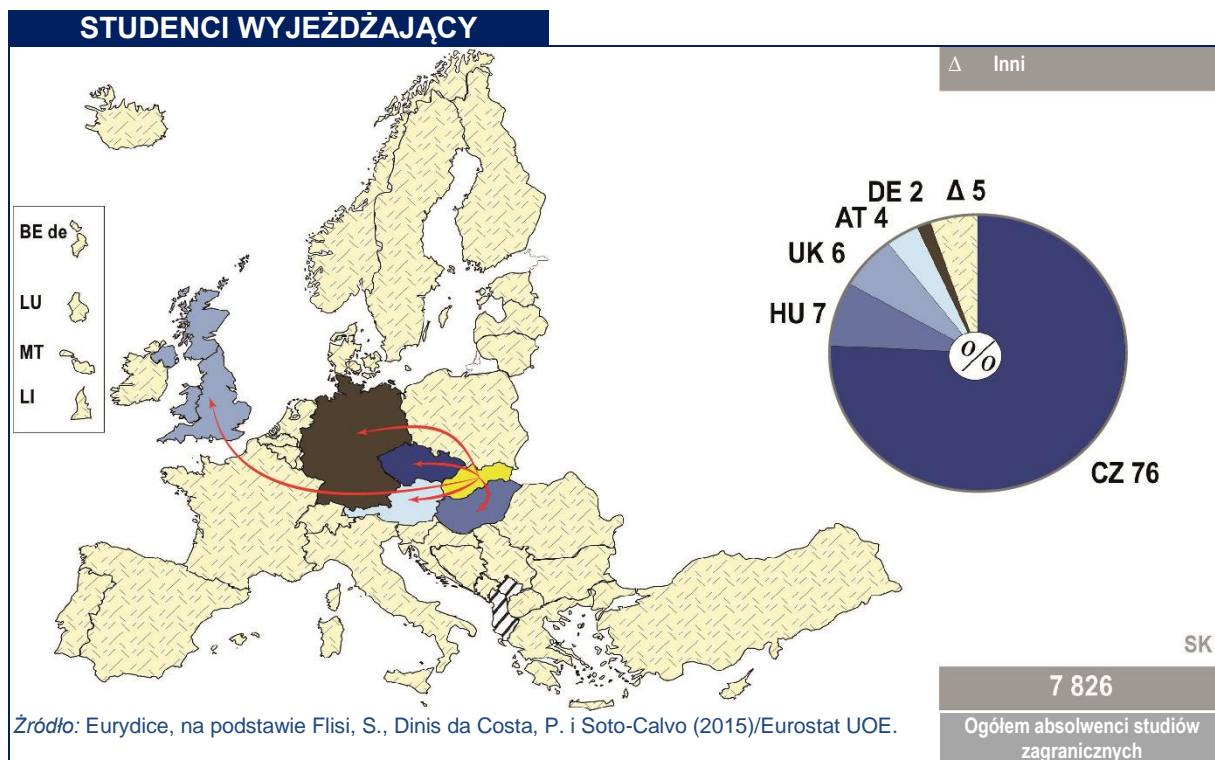 STUDENCI WYJEŻDŻAJĄCY
Δ Inni
BE de
LU
MT
LI
DE 2
Δ 5
AT 4
UK 6
HU 7
%
CZ 76
SK
7 826
Ogółem absolwenci studiów
zagranicznych
Źródło: Eurydice, na podstawie Flisi, S., Dinis da Costa, P. i Soto-Calvo (2015)/Eurostat UOE.